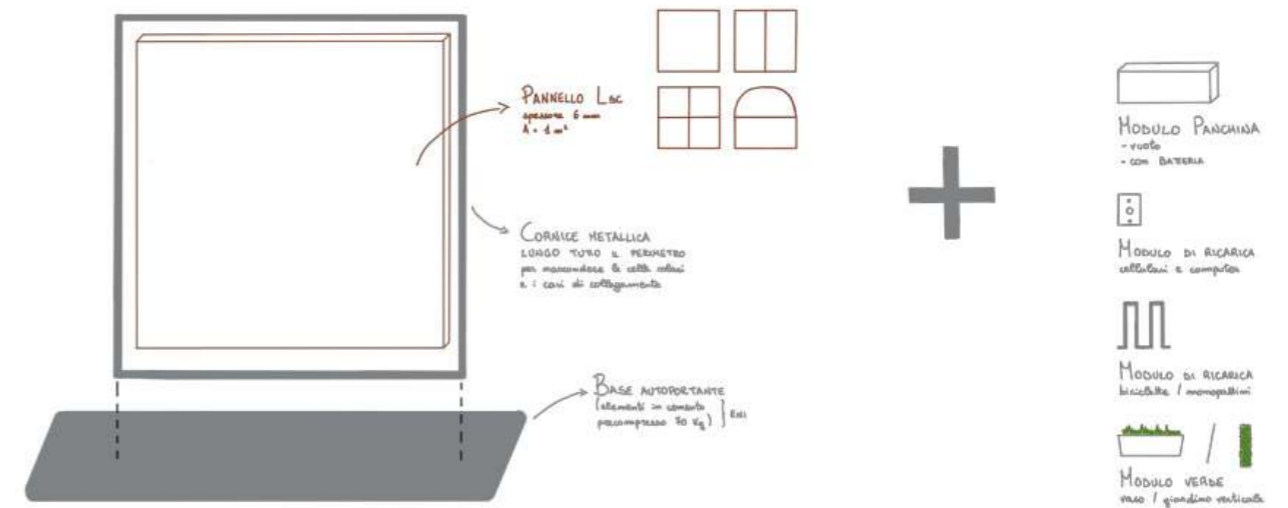 PANNELLO LSC
spessore 6 mm
A = 1 m²
CORNICE METALLICA
LUNGO TUTTO IL PERIMETRO
per nascondere le celle solari
e i cavi di collegamento
BASE AUTOPORTANTE
(elementi in cemento
precompresso 70 Kg) } ENI
MODULO PANCHINA
- vuoto
- con BATTERIA
MODULO DI RICARICA
cellulari e computer
MODULO DI RICARICA
biciclette / monopattini
MODULO VERDE
vaso / giardino verticale